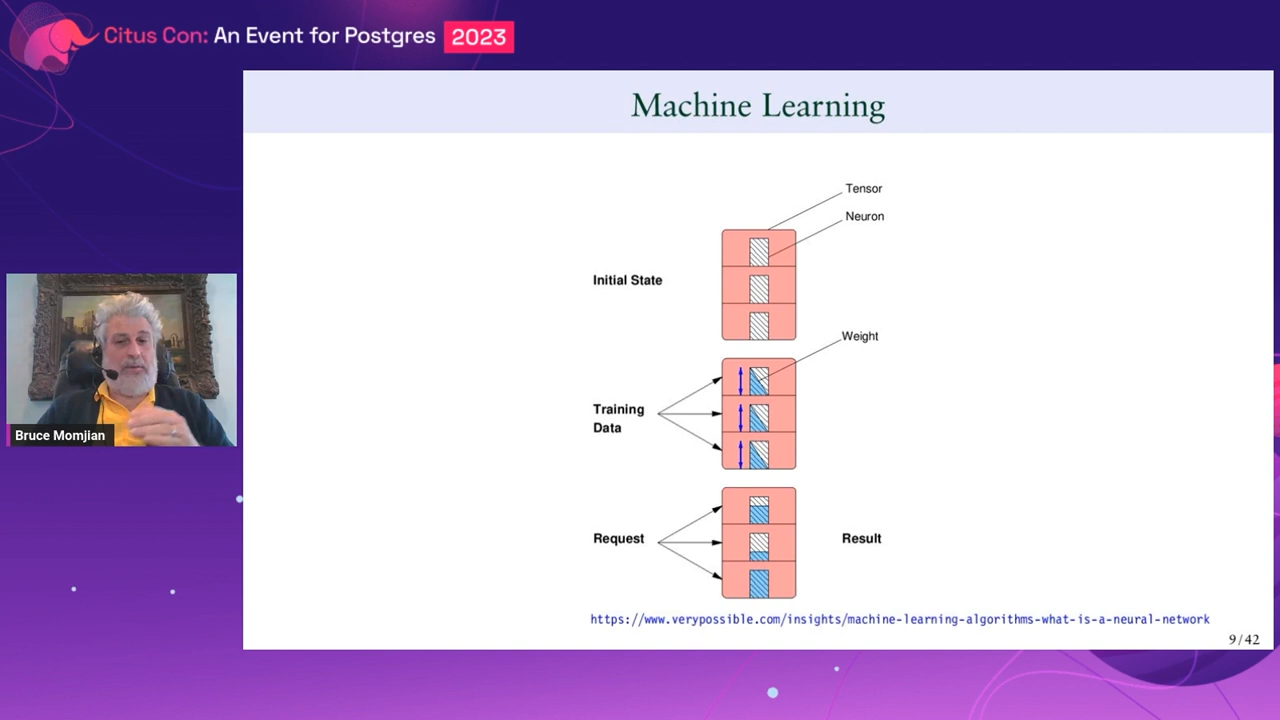 Citus Con: An Event for Postgres 2023
Machine Learning
Tensor
Neuron
Initial State
Weight
Training
Data
Bruce Momjian
Request
Result
https://www.verypossible.com/insights/machine-learning-algorithms-what-is-a-neural-network
9/42